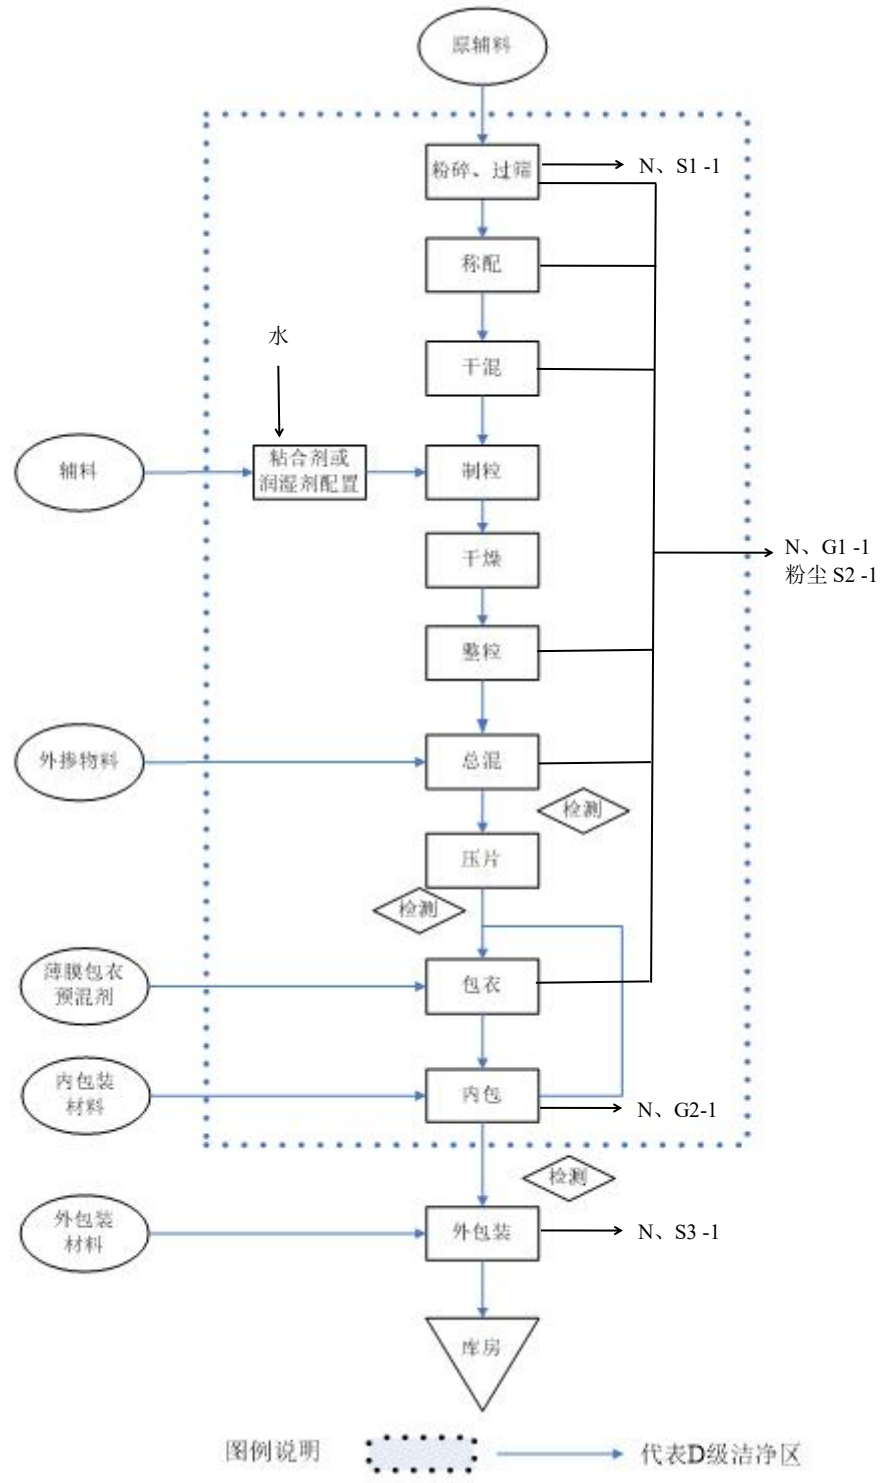 原辅料
粉碎、过筛
N、S1 -1
称配
水
干混
辅料
粘合剂或
润湿剂配置
制粒
干燥
N、G1 -1
粉尘 S2 -1
整粒
外掺物料
总混
检测
压片
检测
薄膜包衣
预混剂
包衣
内包装
材料
内包
N、G2-1
检测
外包装
材料
外包装
N、S3 -1
库房
图例说明
代表D级洁净区